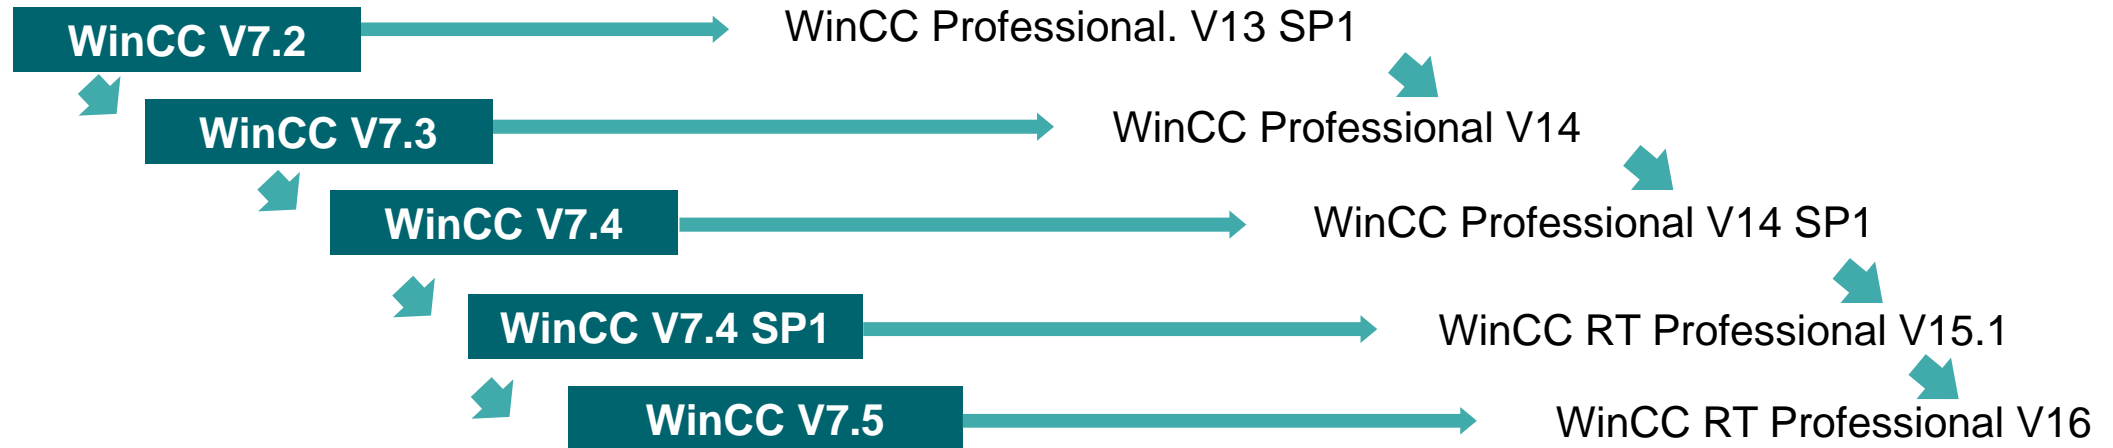 WinCC V7.2
WinCC Professional. V13 SP1
WinCC V7.3
WinCC Professional V14
WinCC V7.4
WinCC Professional V14 SP1
WinCC V7.4 SP1
WinCC RT Professional V15.1
WinCC V7.5
WinCC RT Professional V16